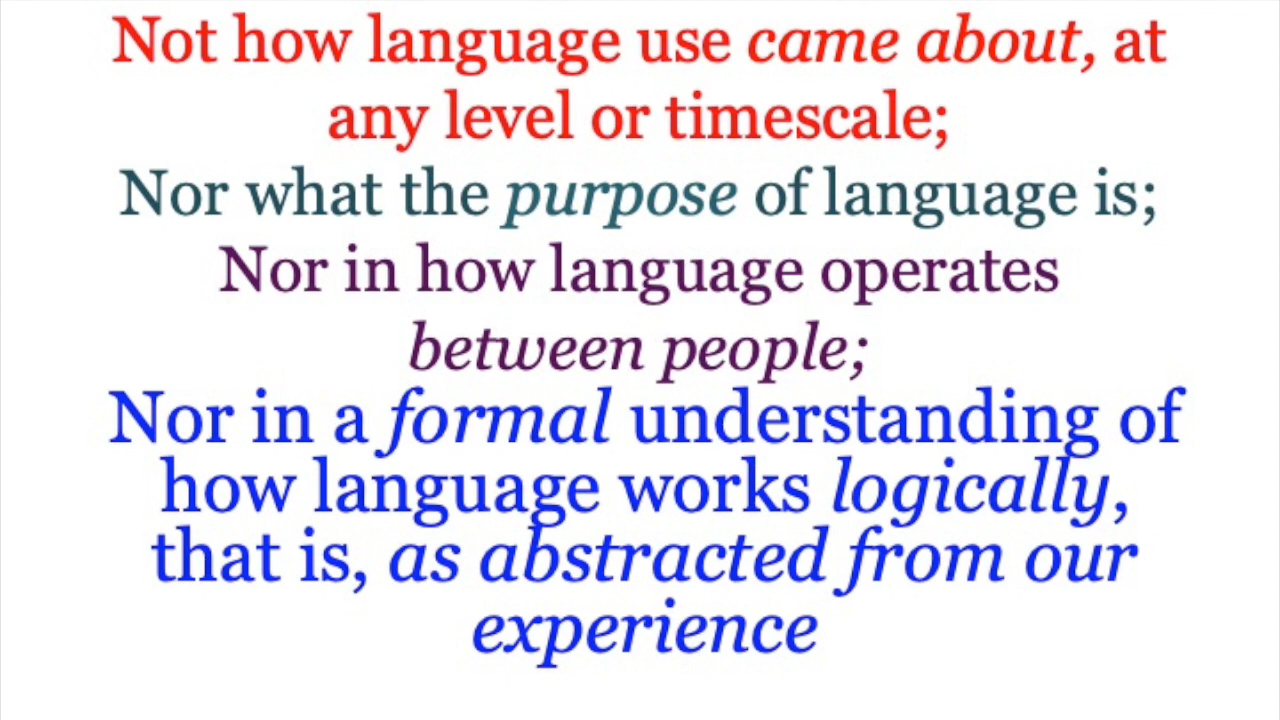 Not how language use came about, at
any level or timescale;
Nor what the purpose of language is;
Nor in how language operates
between people;
Nor in a formal understanding of
how language works logically,
that is, as abstracted from our
experience